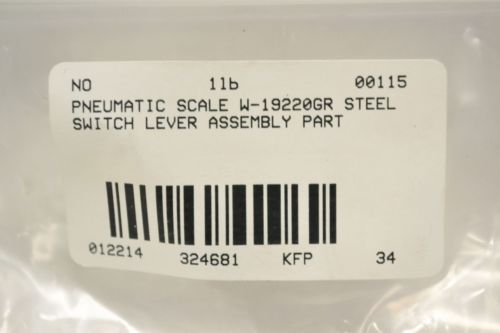 NO 1lb 00115
PNEUMATIC SCALE W-19220GR STEEL
SWITCH LEVER ASSEMBLY PART
012214 324681 KFP 34